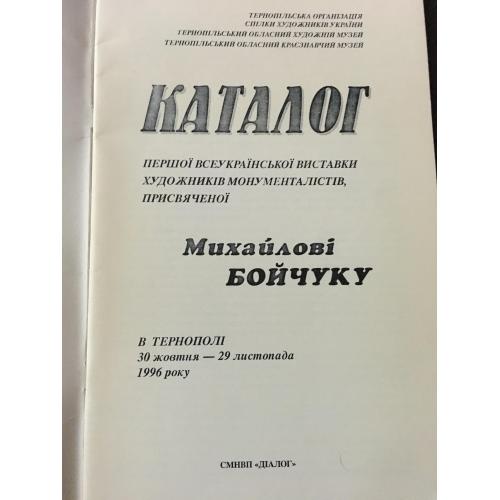 ТЕРНОПІЛЬСЬКА ОРГАНІЗАЦІЯ
СПІЛКИ ХУДОЖНИКІВ УКРАЇНИ
ТЕРНОПІЛЬСЬКИЙ ОБЛАСНИЙ ХУДОЖНІЙ МУЗЕЙ
ТЕРНОПІЛЬСЬКИЙ ОБЛАСНИЙ КРАЄЗНАВЧИЙ МУЗЕЙ
КАТАЛОГ
ПЕРШОЇ ВСЕУКРАЇНСЬКОЇ ВИСТАВКИ
ХУДОЖНИКІВ МОНУМЕНТАЛІСТІВ,
ПРИСВЯЧЕНОЇ
Михайлові
БОЙЧУКУ
В ТЕРНОПОЛІ
30 жовтня — 29 листопада
1996 року
СМНВП «ДІАЛОГ»